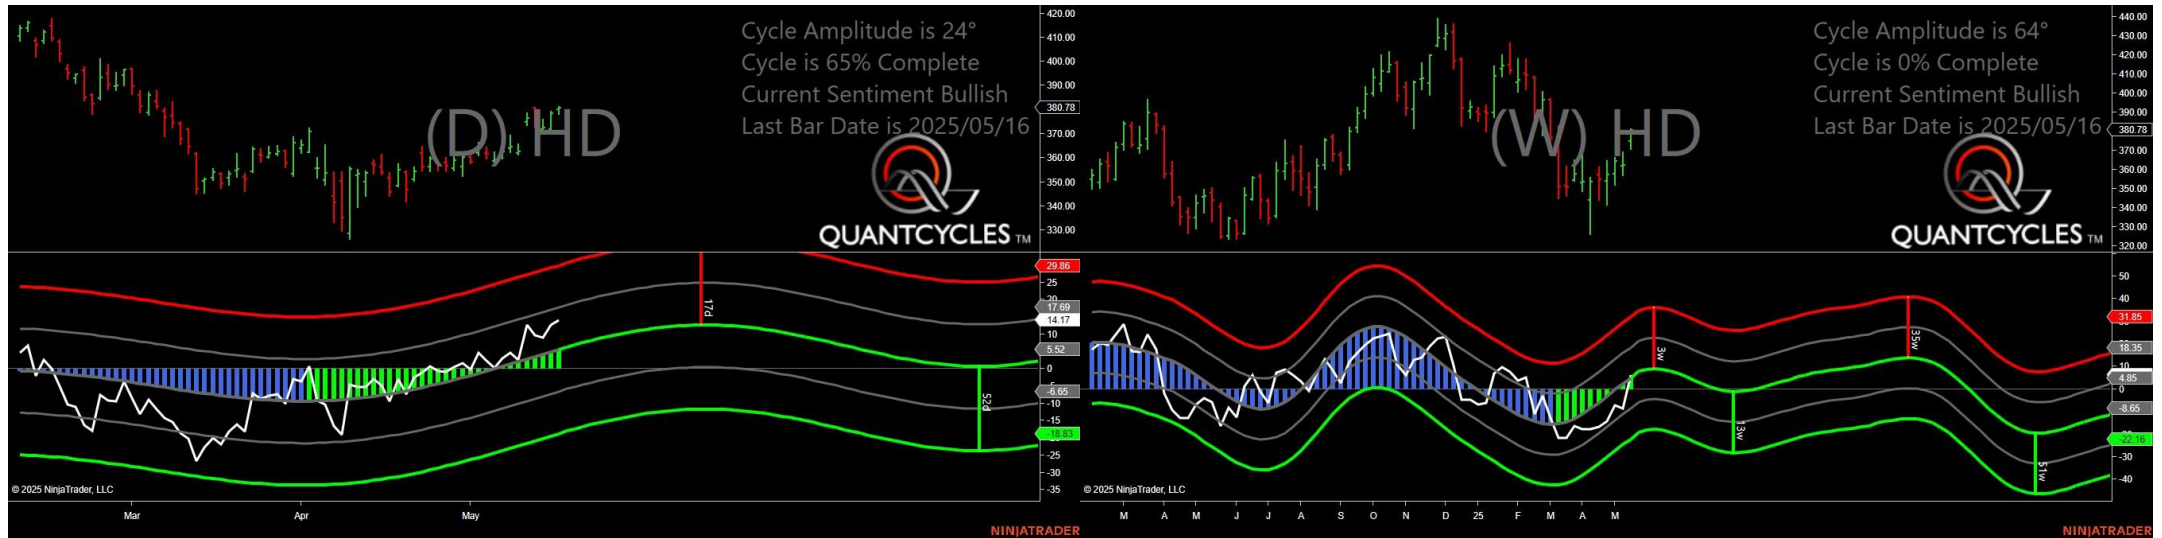 Cycle Amplitude is 24°
Cycle is 65% Complete
Current Sentiment Bullish
Last Bar Date is 2025/05/16
(D) HD
QUANTCYCLES TM
420.00
410.00
400.00
390.00
380.78
370.00
360.00
350.00
340.00
330.00
29.86
25
17.69
14.17
10
5.52
0
-6.65
-10
-15
-18.83
-25
-30
-35
17d
52d
© 2025 NinjaTrader, LLC
Mar
Apr
May
NINJATRADER
Cycle Amplitude is 64°
Cycle is 0% Complete
Current Sentiment Bullish
Last Bar Date is 2025/05/16
(W) HD
QUANTCYCLES TM
440.00
430.00
420.00
410.00
400.00
390.00
380.78
370.00
360.00
350.00
340.00
330.00
320.00
50
40
31.85
18.35
10
4.85
0
-8.65
-22.16
-30
-40
3w
13w
35w
51w
© 2025 NinjaTrader, LLC
M A M J J A S O N D 25 F M A M
NINJATRADER